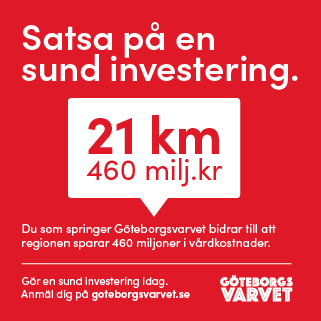 Satsa på en
sund investering.
21 km
460 milj.kr
Du som springer Göteborgsvarvet bidrar till att
regionen sparar 460 miljoner i vårdkostnader.
Gör en sund investering idag.
Anmäl dig på goteborgsvarvet.se
GÖTEBORGS
VARVET